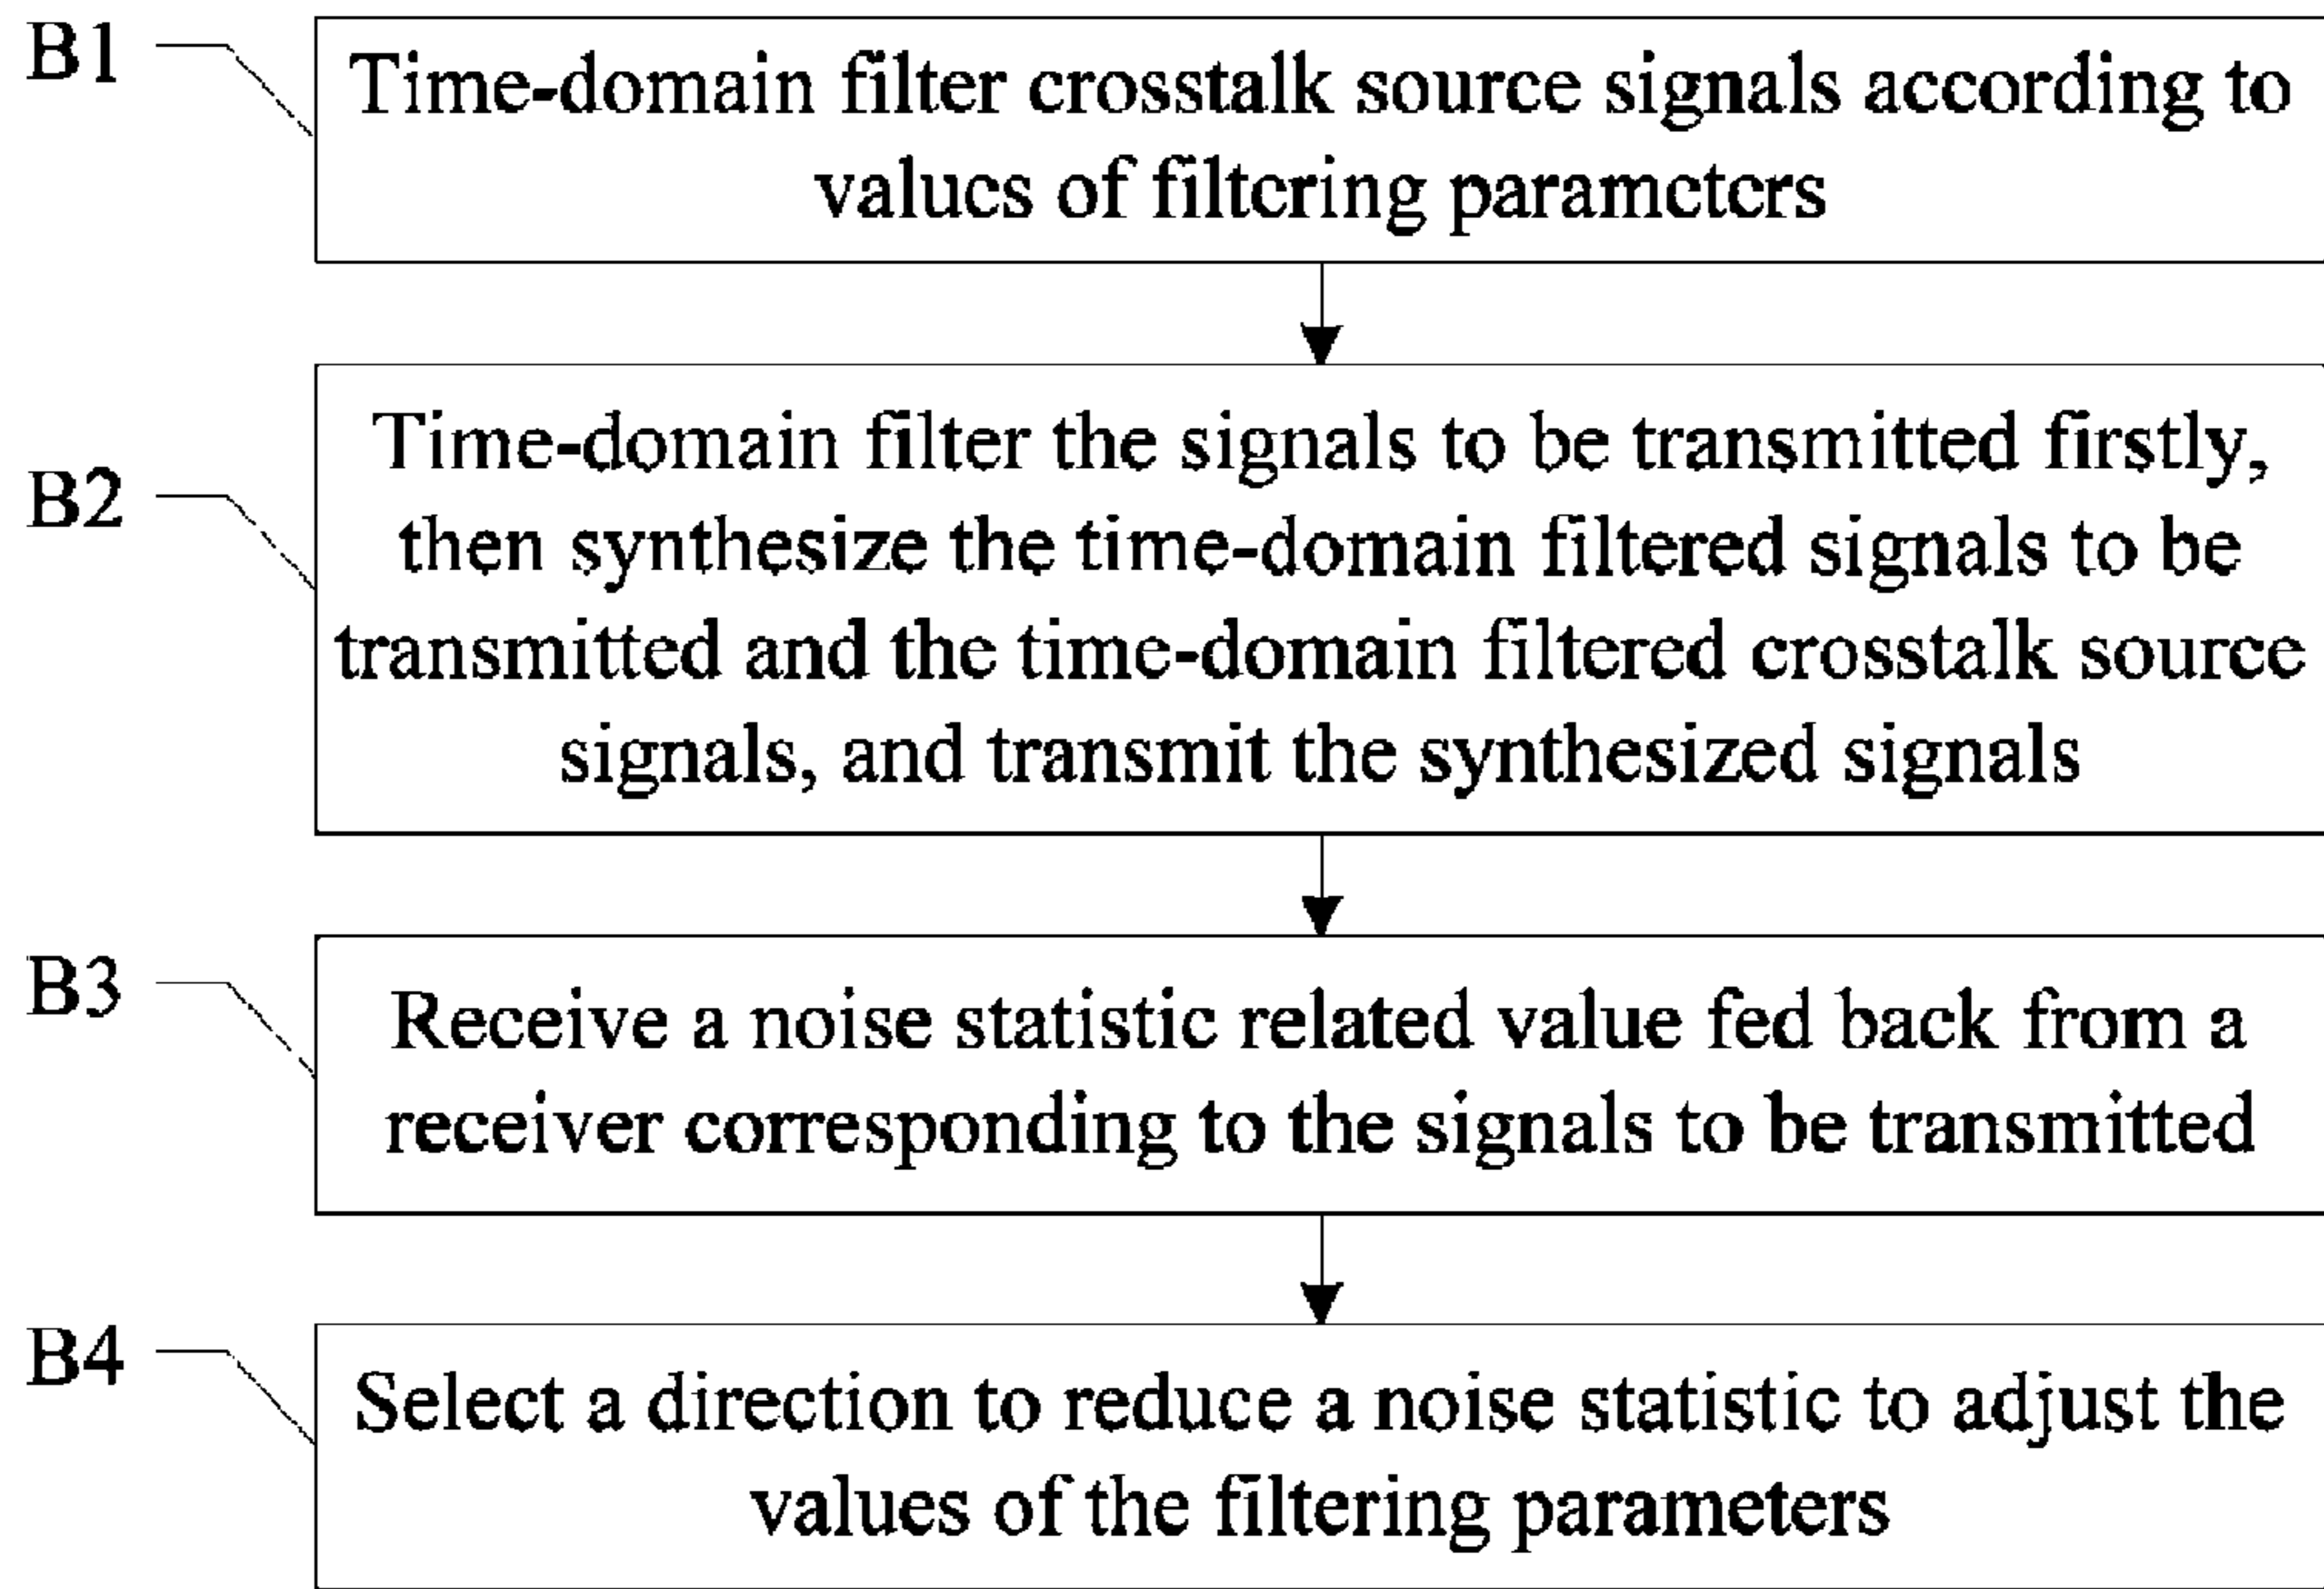 B1
Time-domain filter crosstalk source signals according to
values of filtering parameters
B2
Time-domain filter the signals to be transmitted firstly,
then synthesize the time-domain filtered signals to be
transmitted and the time-domain filtered crosstalk source
signals, and transmit the synthesized signals
B3
Receive a noise statistic related value fed back from a
receiver corresponding to the signals to be transmitted
B4
Select a direction to reduce a noise statistic to adjust the
values of the filtering parameters